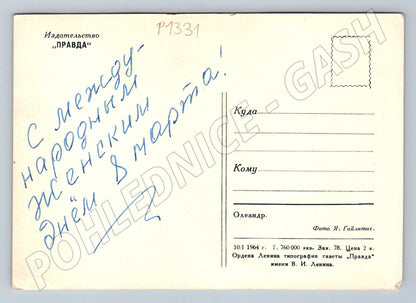 P1331
Издательство
„ПРАВДА"
С между-
народным
женским
днём 8 марта!
Куда
Кому
Олеандр.
Фото Я. Гайлитис.
10/I 1964 г. Т. 760 000 экз. Зак. 78. Цена 2 к.
Ордена Ленина типография газеты „Правда"
имени В. И. Ленина.
POHLEDNICE - GASH